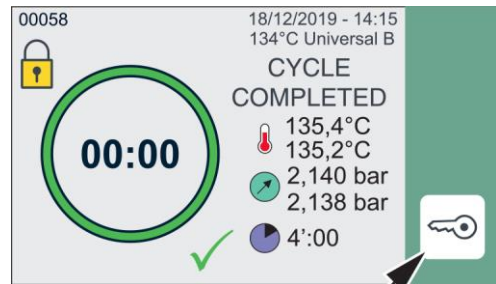 00058
18/12/2019 - 14:15
134°C Universal B
CYCLE
COMPLETED
00:00
135,4°C
135,2°C
2,140 bar
2,138 bar
4':00